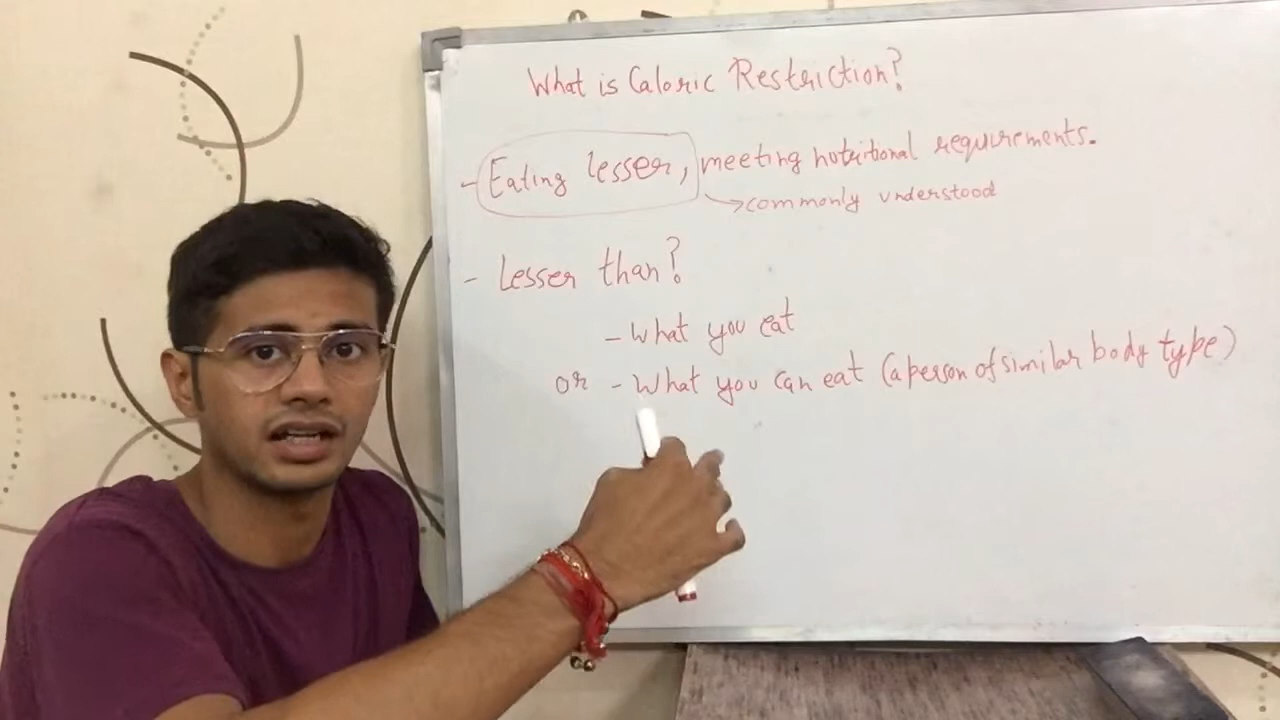 What is Caloric Restriction?
- Eating lesser, meeting nutritional requirements.
→ commonly understood
- Lesser than?
- What you eat
or - What you can eat (a person of similar body type)